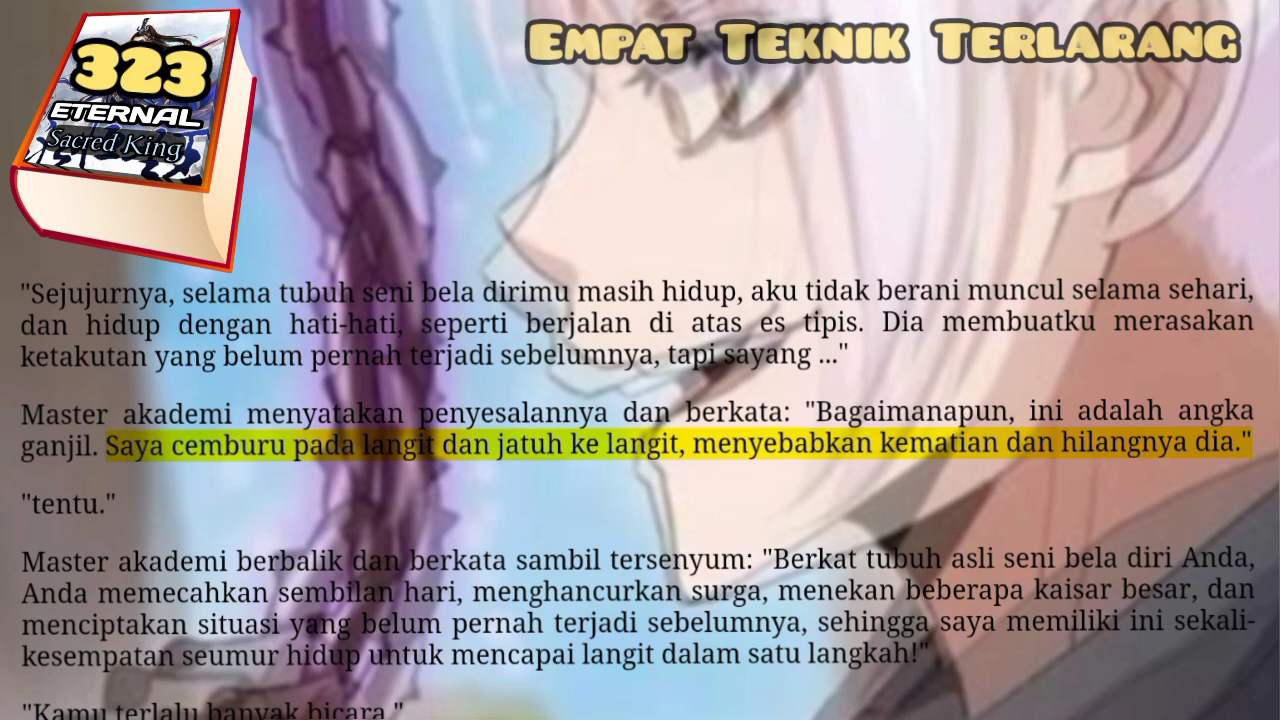 EMPAT TEKNIK TERLARANG
323
ETERNAL
Sacred King
"Sejujurnya, selama tubuh seni bela dirimu masih hidup, aku tidak berani muncul selama sehari,
dan hidup dengan hati-hati, seperti berjalan di atas es tipis. Dia membuatku merasakan
ketakutan yang belum pernah terjadi sebelumnya, tapi sayang ..."
Master akademi menyatakan penyesalannya dan berkata: "Bagaimanapun, ini adalah angka
ganjil. Saya cemburu pada langit dan jatuh ke langit, menyebabkan kematian dan hilangnya dia."
"tentu."
Master akademi berbalik dan berkata sambil tersenyum: "Berkat tubuh asli seni bela diri Anda,
Anda memecahkan sembilan hari, menghancurkan surga, menekan beberapa kaisar besar, dan
menciptakan situasi yang belum pernah terjadi sebelumnya, sehingga saya memiliki ini sekali-
kesempatan seumur hidup untuk mencapai langit dalam satu langkah!"
"Kamu terlalu banyak bicara."